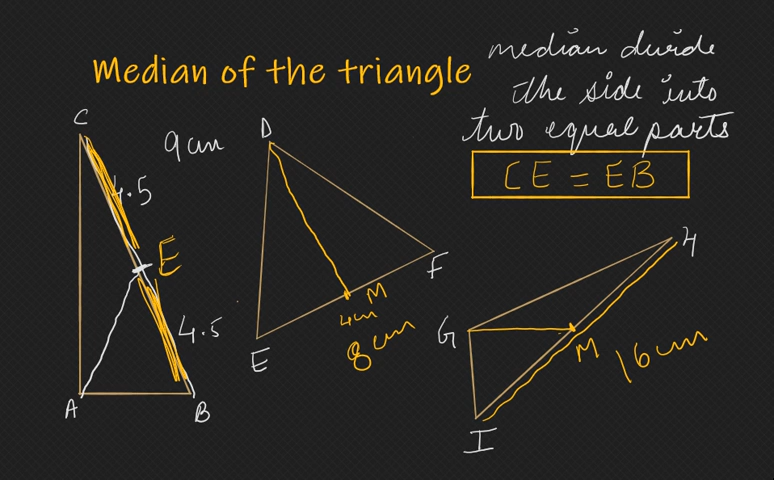 Median of the triangle
median divide
the side into
two equal parts
CE = EB
C
9cm
4.5
E
4.5
A
B
D
F
M
4cm
8cm
E
H
G
M
16cm
I